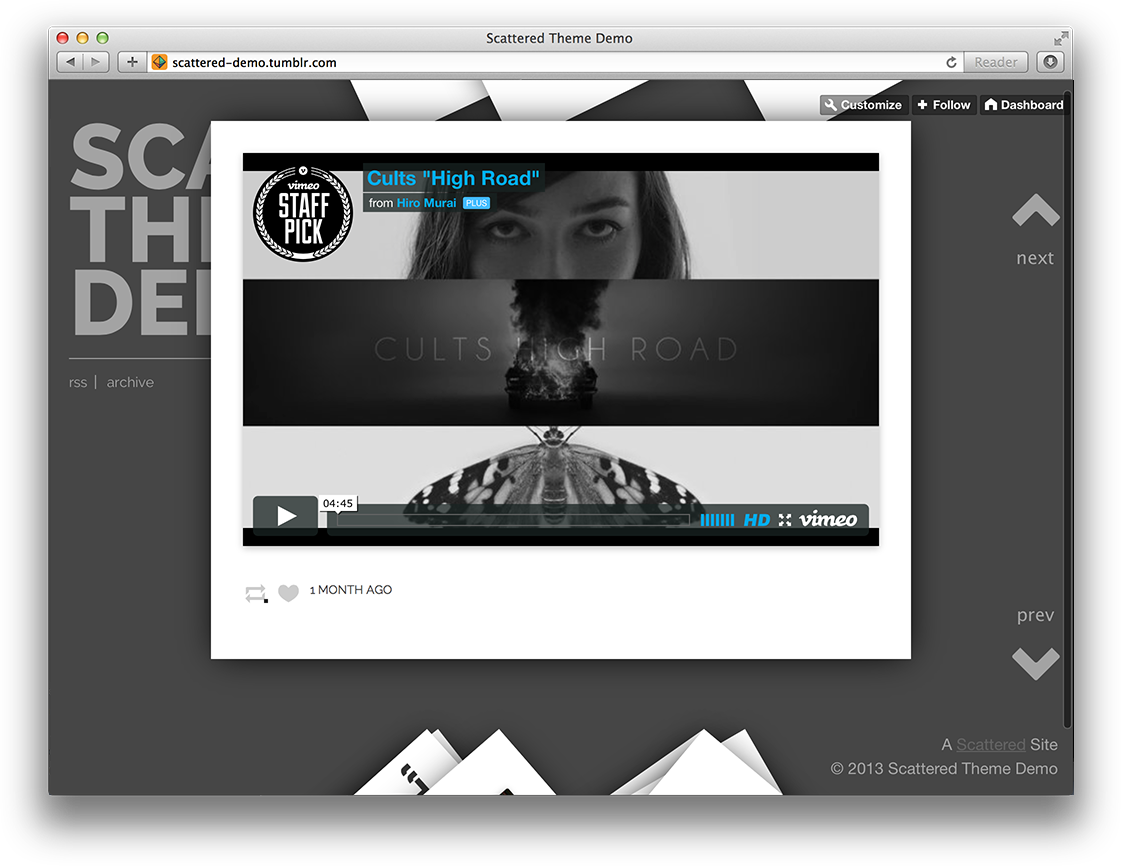 Scattered Theme Demo
scattered-demo.tumblr.com
Reader
Customize
Follow
Dashboard
SCA
THE
DEM
rss | archive
vimeo
STAFF
PICK
Cults "High Road"
from Hiro Murai PLUS
CULTS HIGH ROAD
04:45
HD vimeo
1 MONTH AGO
next
prev
A Scattered Site
© 2013 Scattered Theme Demo